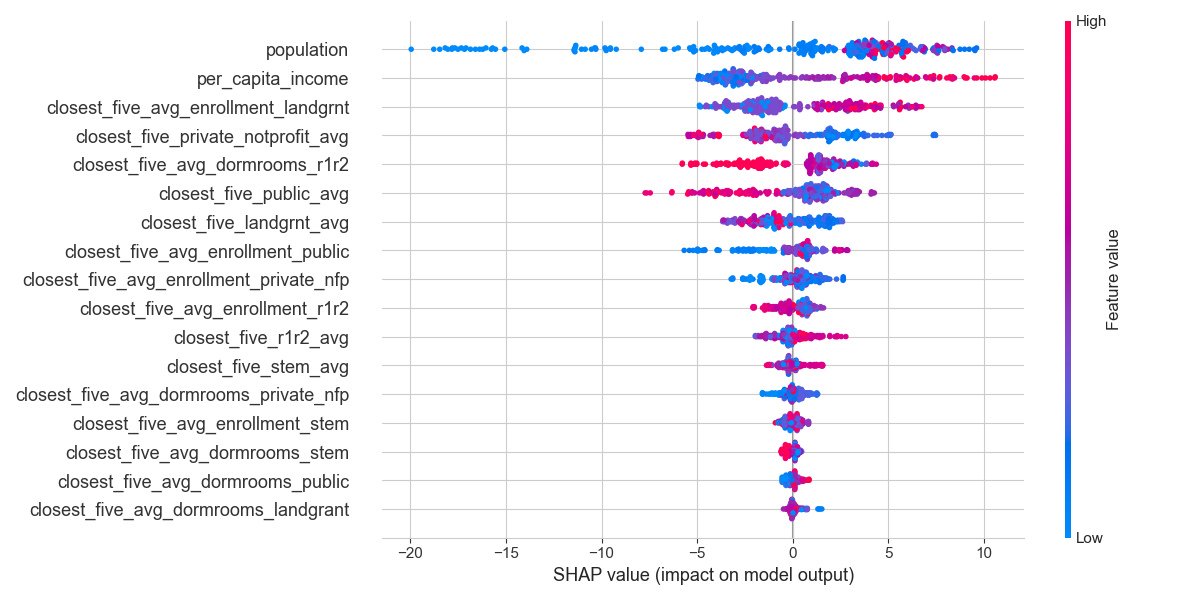 High
population
per_capita_income
closest_five_avg_enrollment_landgrnt
closest_five_private_notprofit_avg
closest_five_avg_dormrooms_r1r2
closest_five_public_avg
closest_five_landgrnt_avg
closest_five_avg_enrollment_public
closest_five_avg_enrollment_private_nfp
closest_five_avg_enrollment_r1r2
closest_five_r1r2_avg
closest_five_stem_avg
closest_five_avg_dormrooms_private_nfp
closest_five_avg_enrollment_stem
closest_five_avg_dormrooms_stem
closest_five_avg_dormrooms_public
closest_five_avg_dormrooms_landgrant
Feature value
Low
−20 −15 −10 −5 0 5 10
SHAP value (impact on model output)